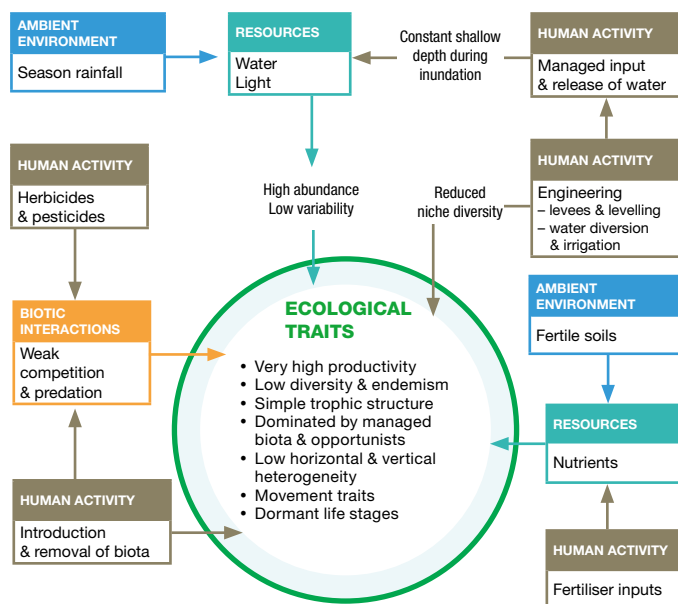 AMBIENT
ENVIRONMENT
Season rainfall
RESOURCES
Water
Light
Constant shallow
depth during
inundation
HUMAN ACTIVITY
Managed input
& release of water
HUMAN ACTIVITY
Herbicides
& pesticides
High abundance
Low variability
Reduced
niche diversity
HUMAN ACTIVITY
Engineering
– levees & levelling
– water diversion
& irrigation
BIOTIC
INTERACTIONS
Weak
competition
& predation
ECOLOGICAL
TRAITS
• Very high productivity
• Low diversity & endemism
• Simple trophic structure
• Dominated by managed
biota & opportunists
• Low horizontal & vertical
heterogeneity
• Movement traits
• Dormant life stages
AMBIENT
ENVIRONMENT
Fertile soils
RESOURCES
Nutrients
HUMAN ACTIVITY
Introduction
& removal of biota
HUMAN ACTIVITY
Fertiliser inputs